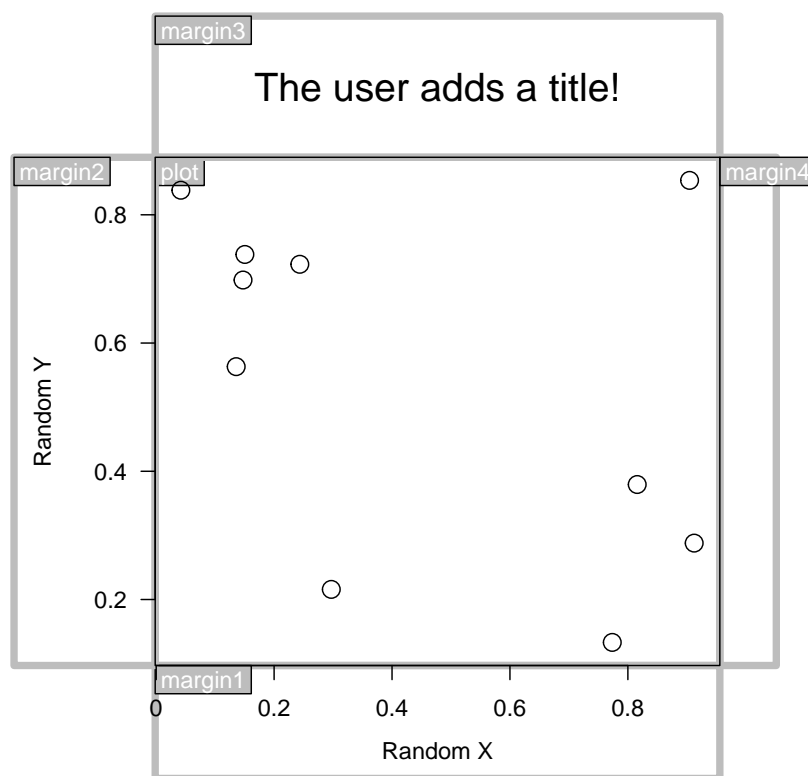 margin3
The user adds a title!
margin2
plot
margin4
0.8
0.6
Random Y
0.4
0.2
margin1
0 0.2 0.4 0.6 0.8
Random X